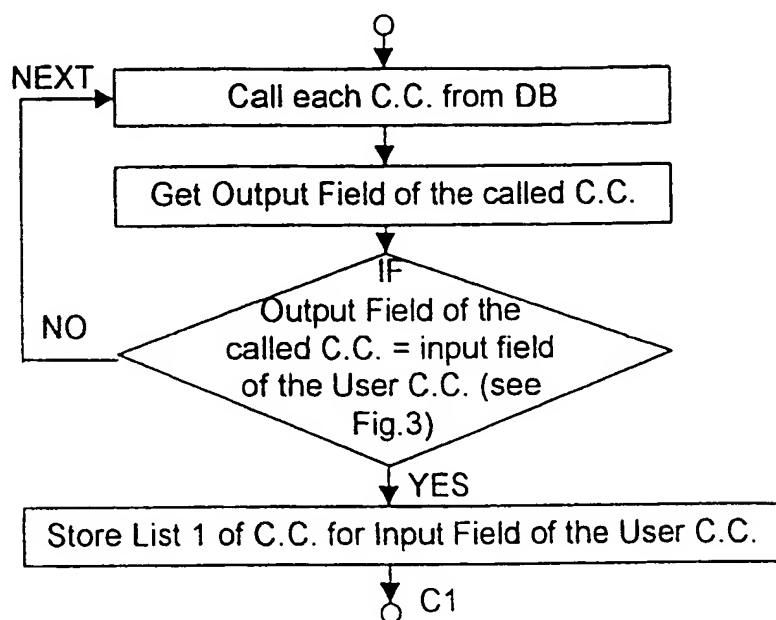 NEXT
Call each C.C. from DB
Get Output Field of the called C.C.
IF
NO
Output Field of the
called C.C. = input field
of the User C.C. (see
Fig.3)
YES
Store List 1 of C.C. for Input Field of the User C.C.
C1